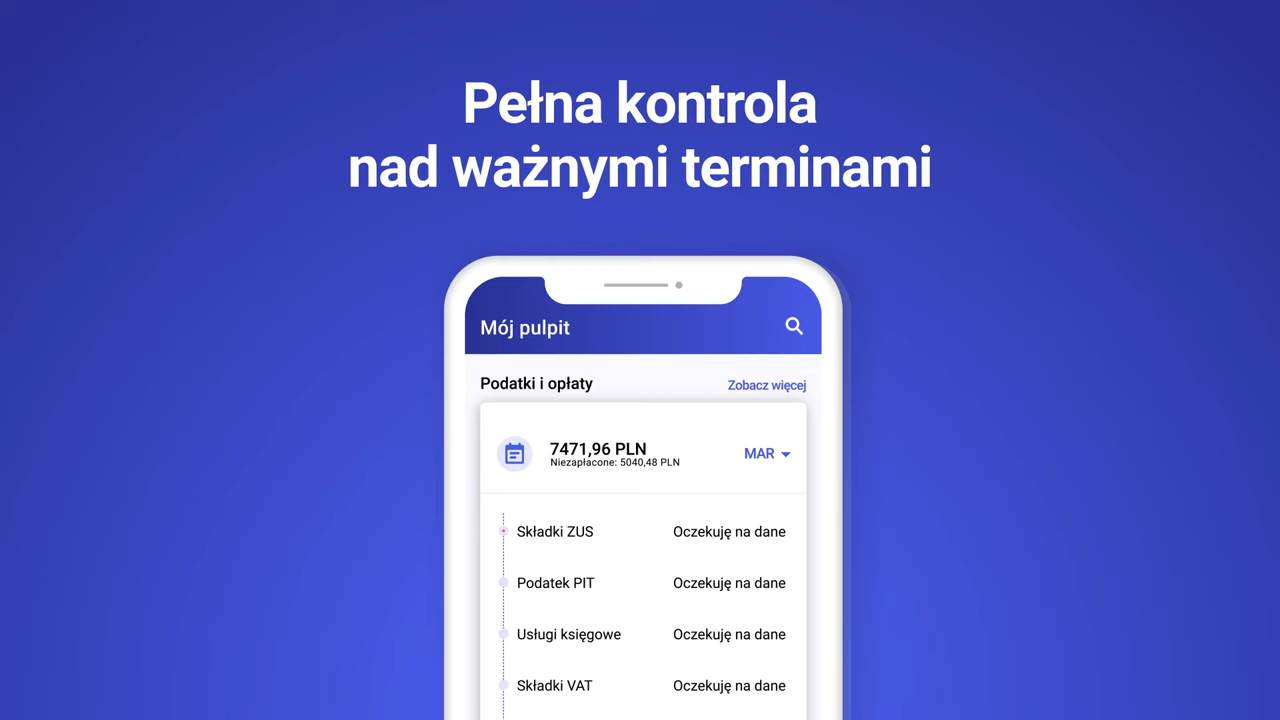 Pełna kontrola
nad ważnymi terminami
Mój pulpit
Podatki i opłaty
Zobacz więcej
7471,96 PLN
Niezapłacone: 5040,48 PLN
MAR
Składki ZUS
Oczekuję na dane
Podatek PIT
Oczekuję na dane
Usługi księgowe
Oczekuję na dane
Składki VAT
Oczekuję na dane